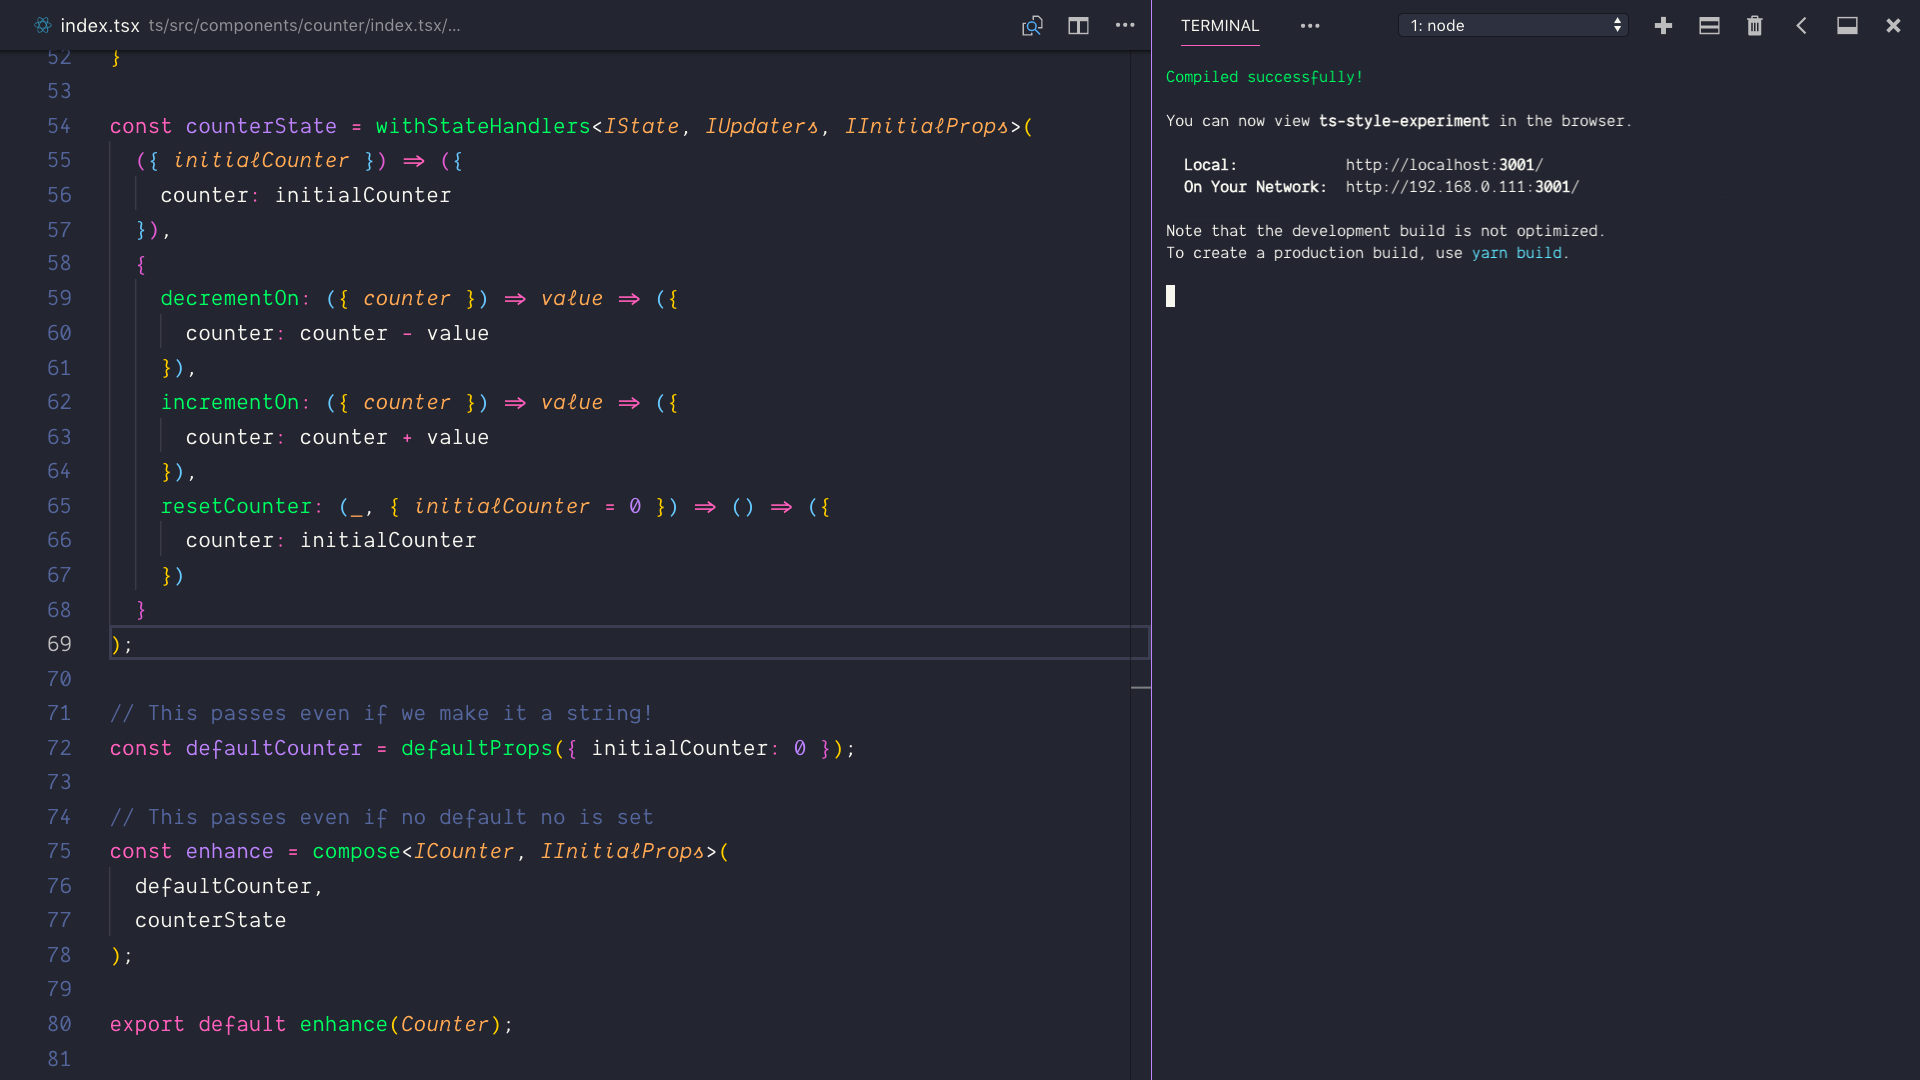 index.tsx ts/src/components/counter/index.tsx/...
52 }
53
54 const counterState = withStateHandlers<IState, IUpdaters, IInitialProps>(
55   ({ initialCounter }) => ({
56     counter: initialCounter
57   }),
58   {
59     decrementOn: ({ counter }) => value => ({
60       counter: counter - value
61     }),
62     incrementOn: ({ counter }) => value => ({
63       counter: counter + value
64     }),
65     resetCounter: (_, { initialCounter = 0 }) => () => ({
66       counter: initialCounter
67     })
68   }
69 );
70
71 // This passes even if we make it a string!
72 const defaultCounter = defaultProps({ initialCounter: 0 });
73
74 // This passes even if no default no is set
75 const enhance = compose<ICounter, IInitialProps>(
76   defaultCounter,
77   counterState
78 );
79
80 export default enhance(Counter);
81
TERMINAL
1: node
Compiled successfully!
You can now view ts-style-experiment in the browser.
Local: http://localhost:3001/
On Your Network: http://192.168.0.111:3001/
Note that the development build is not optimized.
To create a production build, use yarn build.